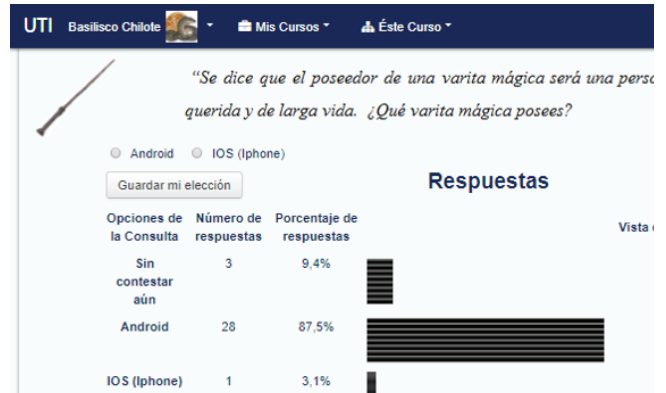 UTI Basilisco Chilote Mis Cursos Éste Curso
“Se dice que el poseedor de una varita mágica será una perso
querida y de larga vida. ¿Qué varita mágica posees?
Android IOS (Iphone)
Guardar mi elección
Respuestas
Opciones de la Consulta Número de respuestas Porcentaje de respuestas
Vista
Sin contestar aún 3 9,4%
Android 28 87,5%
IOS (Iphone) 1 3,1%